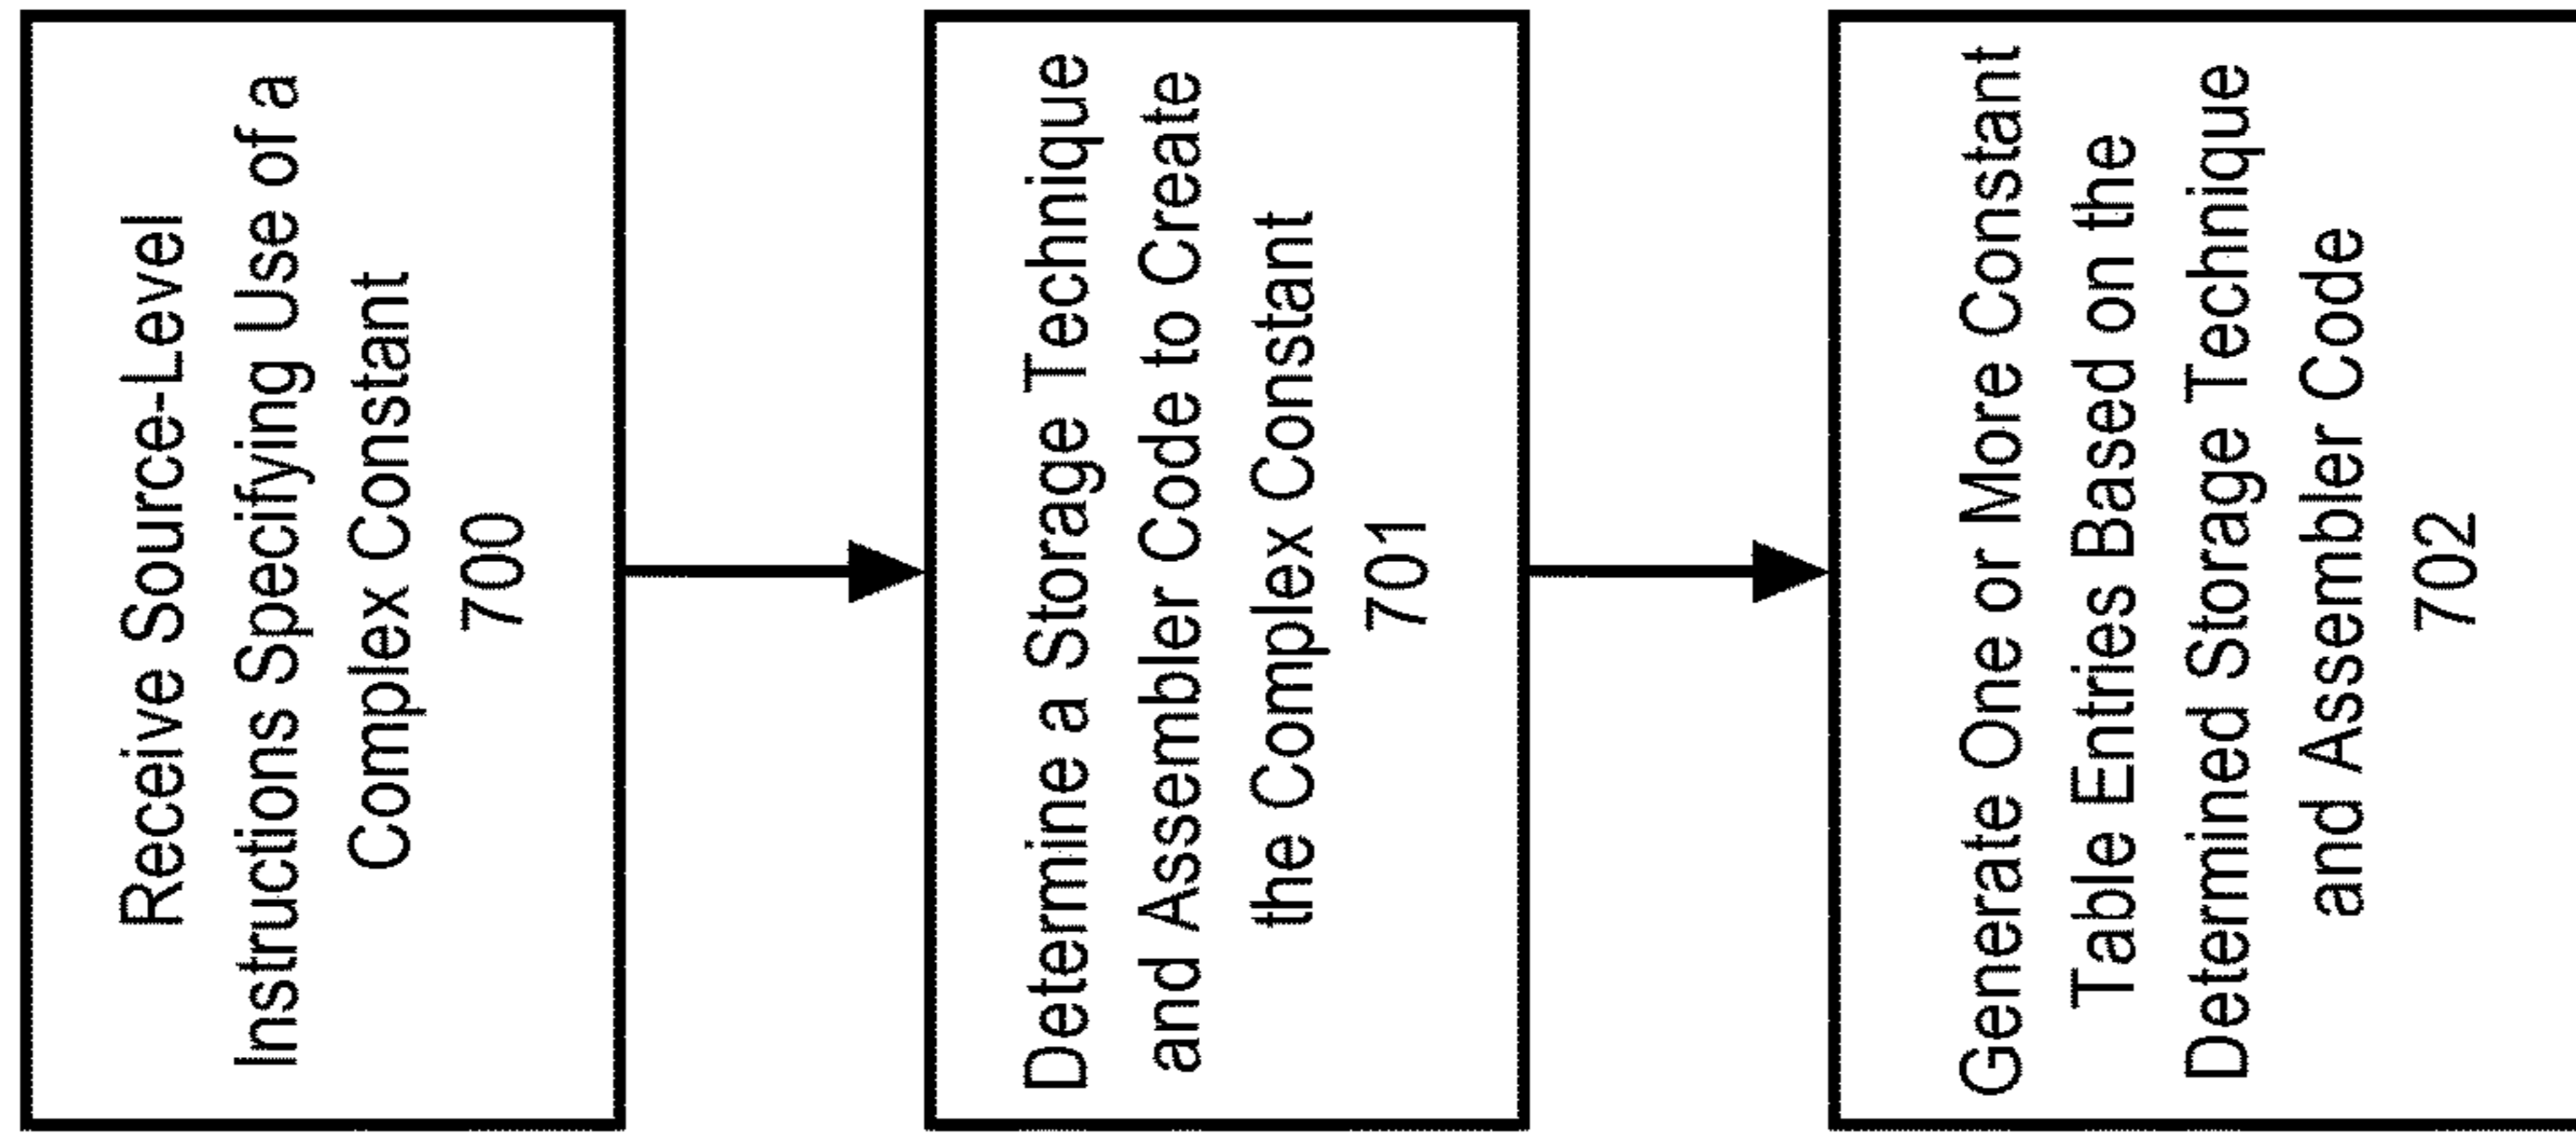 Receive Source-Level
Instructions Specifying Use of a
Complex Constant
700
Determine a Storage Technique
and Assembler Code to Create
the Complex Constant
701
Generate One or More Constant
Table Entries Based on the
Determined Storage Technique
and Assembler Code
702